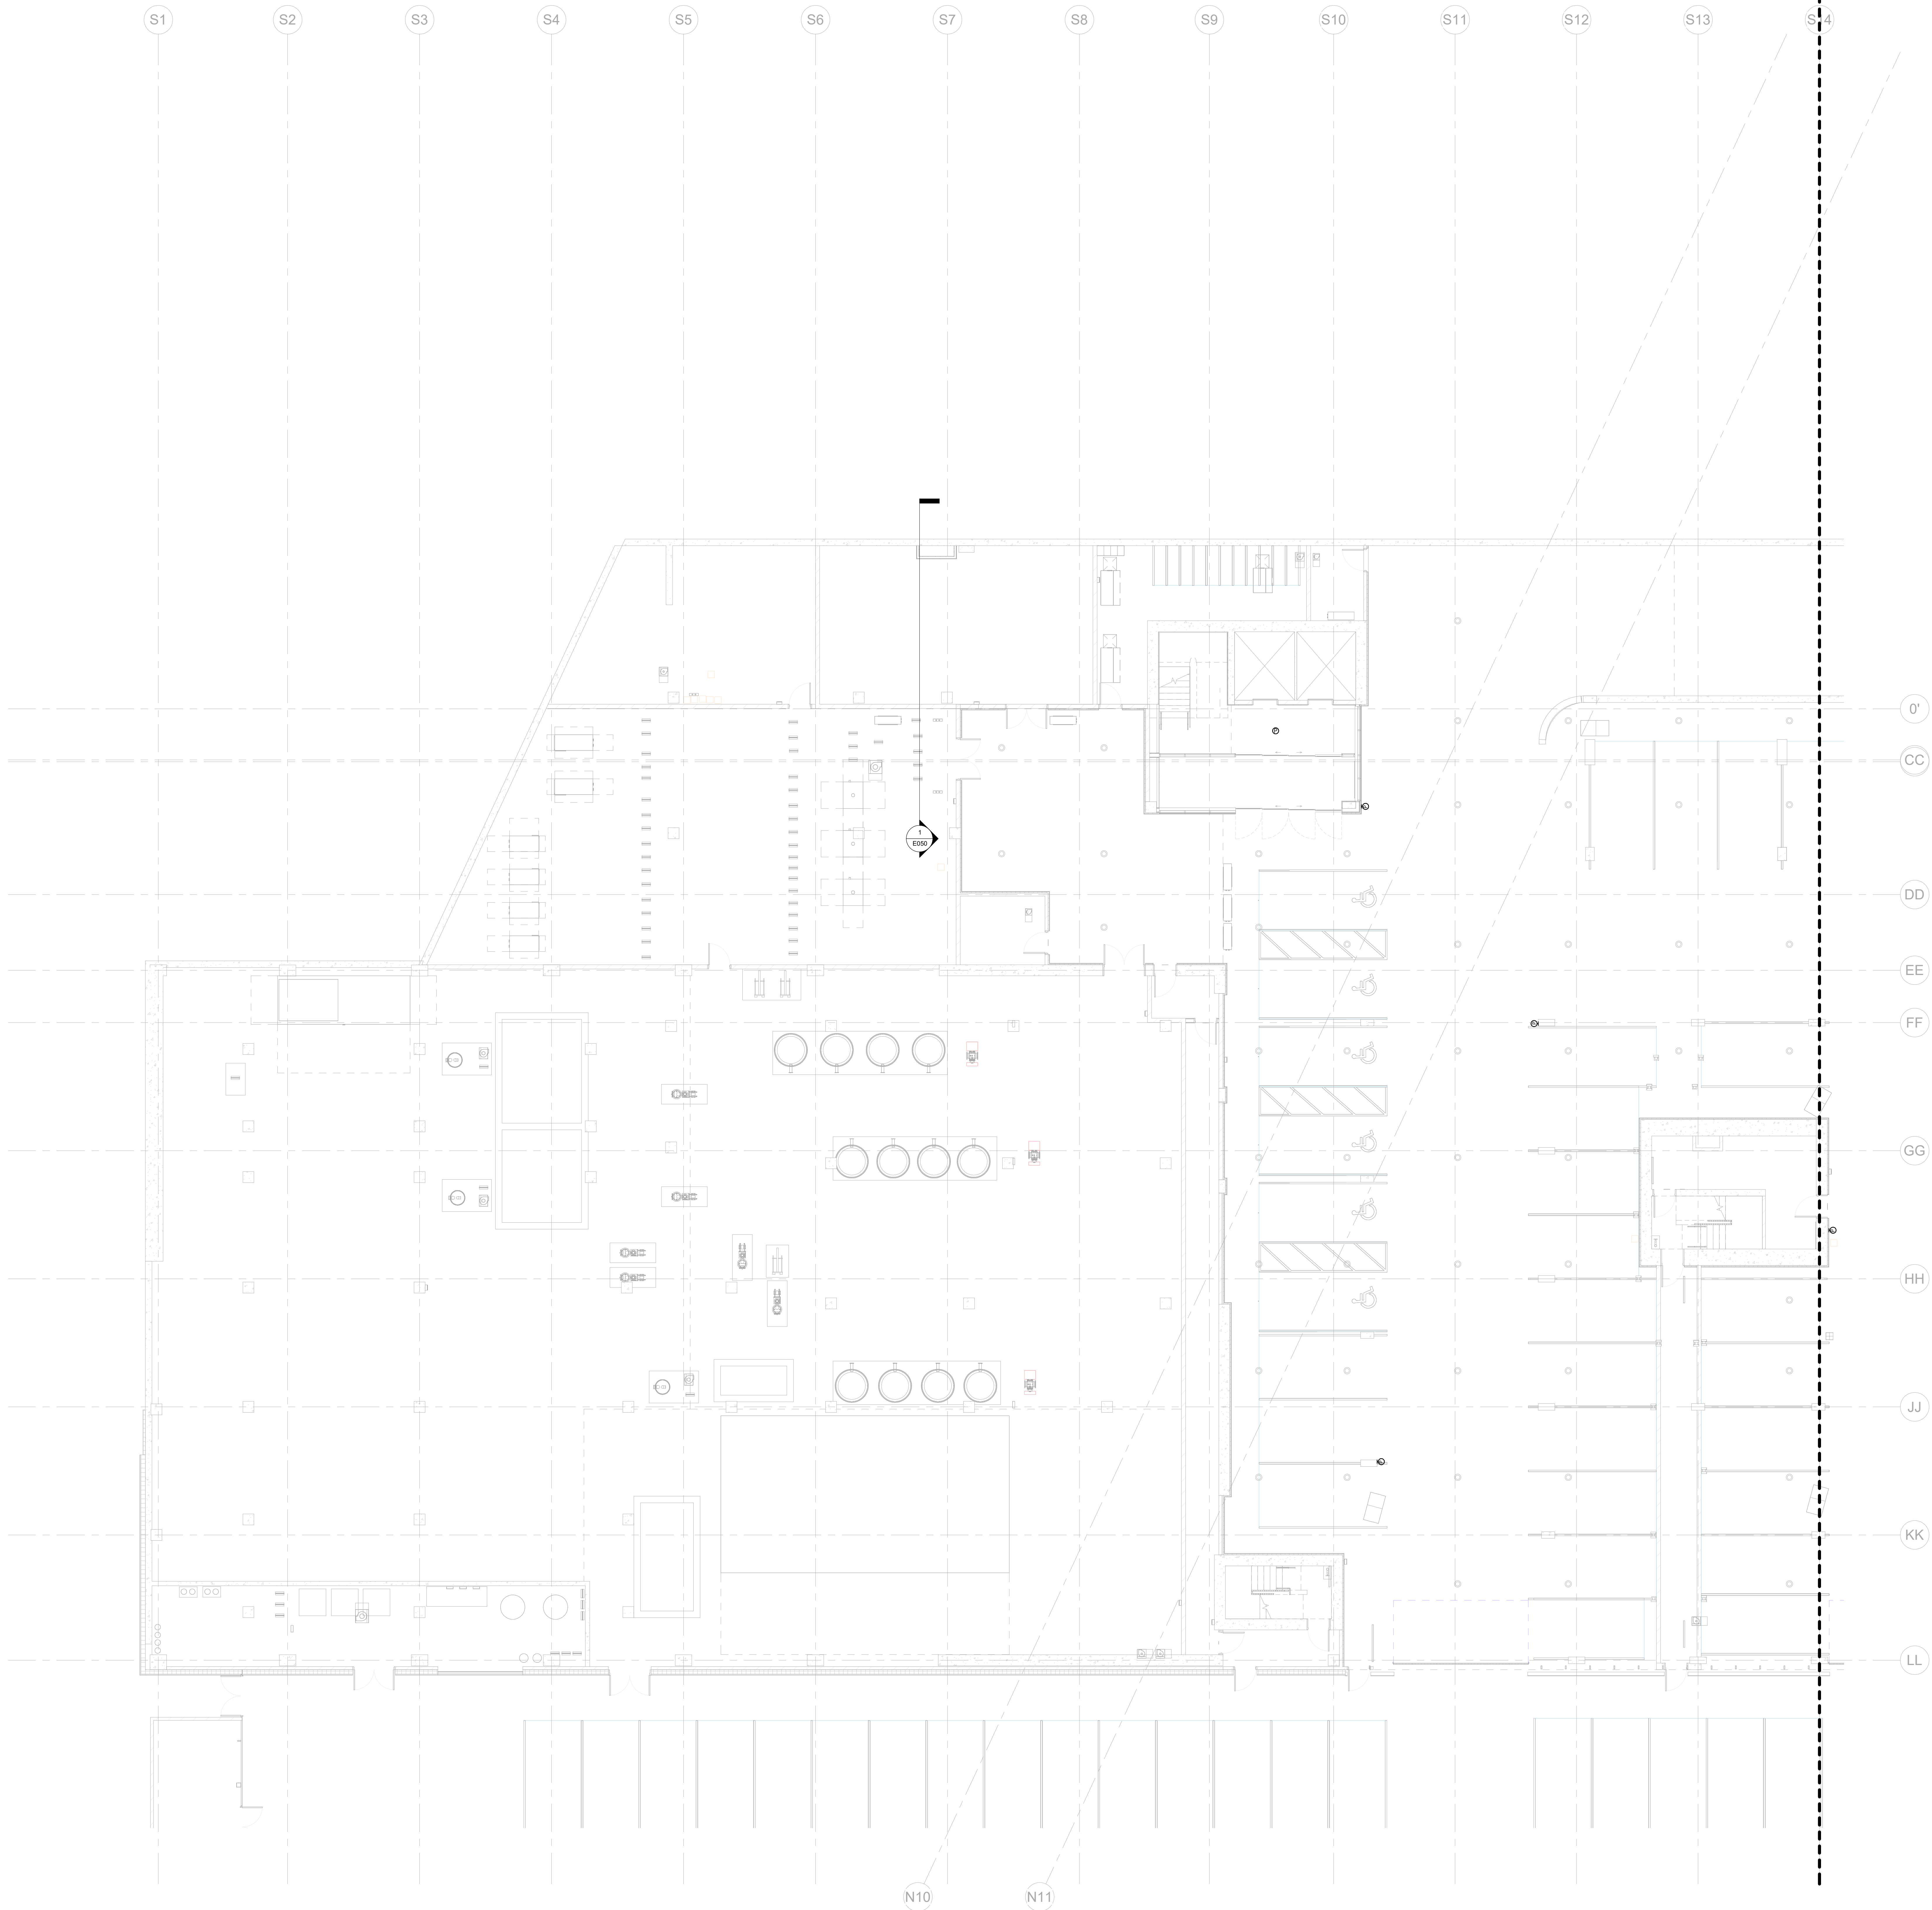 S1 S2 S3 S4 S5 S6 S7 S8 S9 S10 S11 S12 S13 S14
0'
P
CC
1
E050
DD
EE
FF
GG
HH
JJ
KK
LL
N10 N11